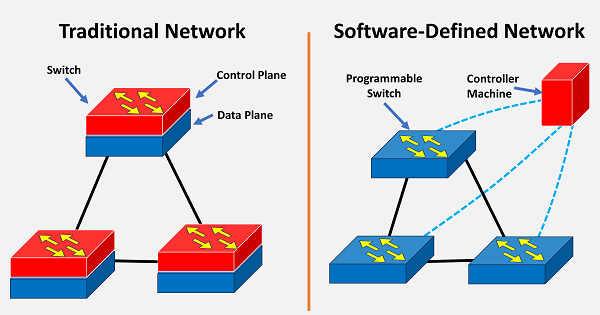 Traditional Network
Switch
Control Plane
Data Plane
Software-Defined Network
Programmable
Switch
Controller
Machine